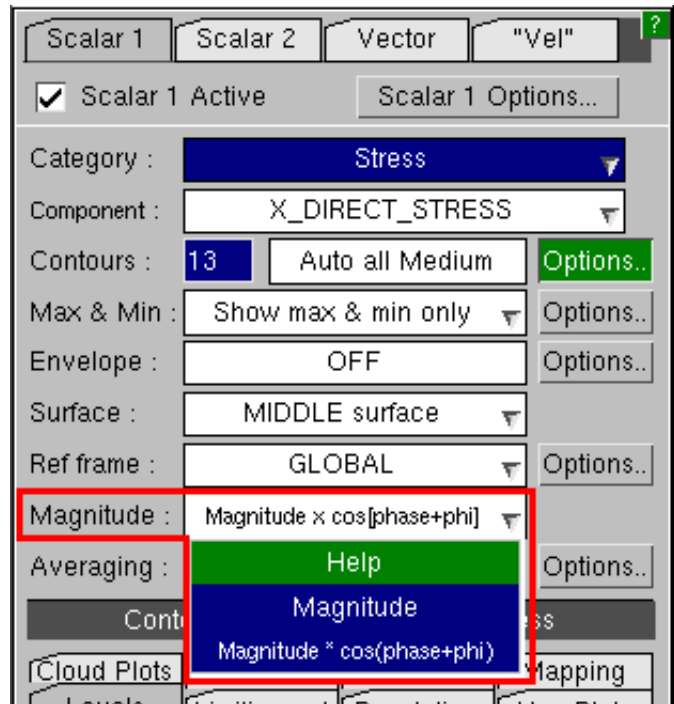 Scalar 1 Scalar 2 Vector "Vel" ?
Scalar 1 Active Scalar 1 Options...
Category : Stress
Component : X_DIRECT_STRESS
Contours : 13 Auto all Medium Options..
Max & Min : Show max & min only Options..
Envelope : OFF Options..
Surface : MIDDLE surface
Ref frame : GLOBAL Options..
Magnitude : Magnitude x cos[phase+phi]
Averaging : Help Options..
Magnitude
Magnitude * cos(phase+phi)
Cloud Plots Mapping